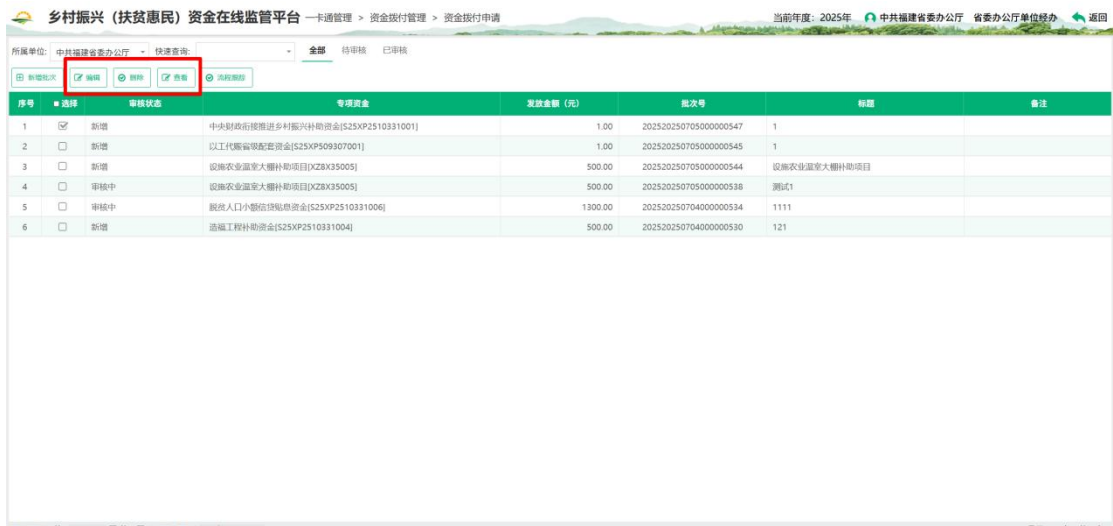 乡村振兴（扶贫惠民）资金在线监管平台 一卡通管理 > 资金拨付管理 > 资金拨付申请 当前年度：2025年 中共福建省委办公厅 省委办公厅单位经办 返回
所属单位: 中共福建省委办公厅 快速查询: 全部 待审核 已审核
新增批次 编辑 删除 查看 流程跟踪
序号 选择 审核状态 专项资金 发放金额（元） 批次号 标题 备注
1 新增 中央财政衔接推进乡村振兴补助资金[S25XP2510331001] 1.00 202520250705000000547 1
2 新增 以工代赈省级配套资金[S25XP509307001] 1.00 202520250705000000545 1
3 新增 设施农业温室大棚补助项目[XZ8X35005] 500.00 202520250705000000544 设施农业温室大棚补助项目
4 审核中 设施农业温室大棚补助项目[XZ8X35005] 500.00 202520250705000000538 测试1
5 审核中 脱贫人口小额信贷贴息资金[S25XP2510331006] 1300.00 202520250704000000534 1111
6 新增 造福工程补助资金[S25XP2510331004] 500.00 202520250704000000530 121